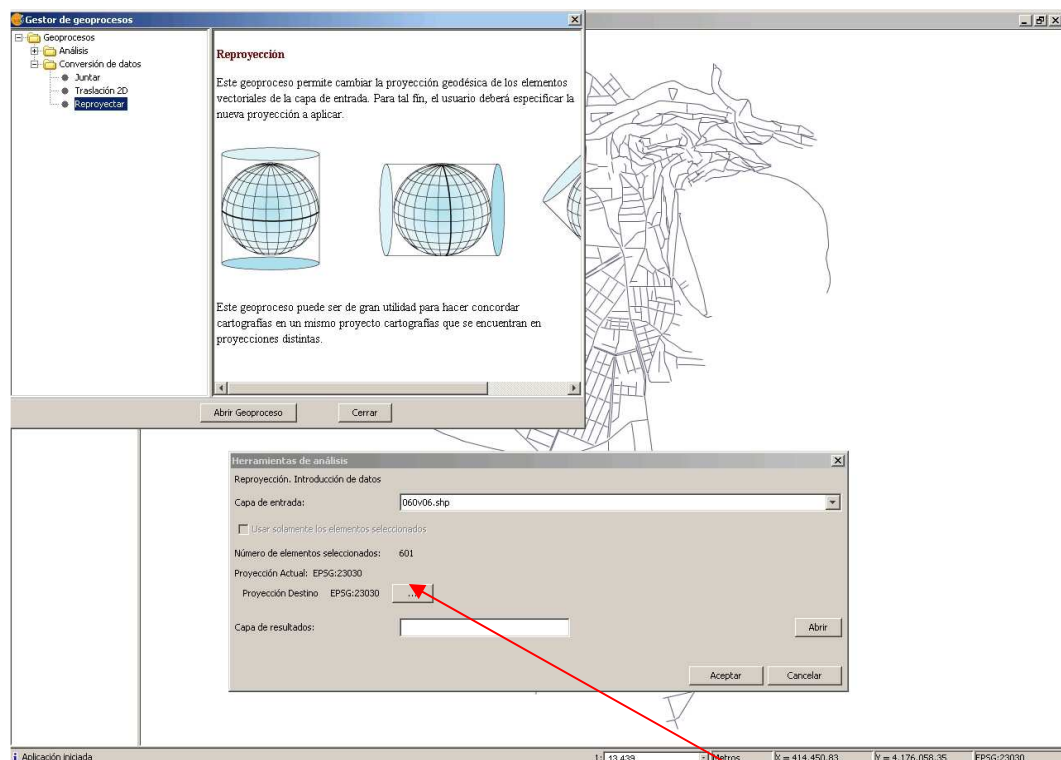 Gestor de geoprocesos
Geoprocesos
Análisis
Conversión de datos
Juntar
Traslación 2D
Reproyectar
Reproyección
Este geoproceso permite cambiar la proyección geodésica de los elementos
vectoriales de la capa de entrada. Para tal fin, el usuario deberá especificar la
nueva proyección a aplicar.
Este geoproceso puede ser de gran utilidad para hacer concordar
cartografías en un mismo proyecto cartografías que se encuentran en
proyecciones distintas.
Abrir Geoproceso
Cerrar
Herramientas de análisis
Reproyección. Introducción de datos
Capa de entrada:
060v06.shp
Usar solamente los elementos seleccionados
Número de elementos seleccionados: 601
Proyección Actual: EPSG:23030
Proyección Destino EPSG:23030 ...
Capa de resultados:
Abrir
Aceptar
Cancelar
Aplicación iniciada
1: 13.439
Metros
X = 414.450,83
Y = 4.176.058,35
EPSG:23030